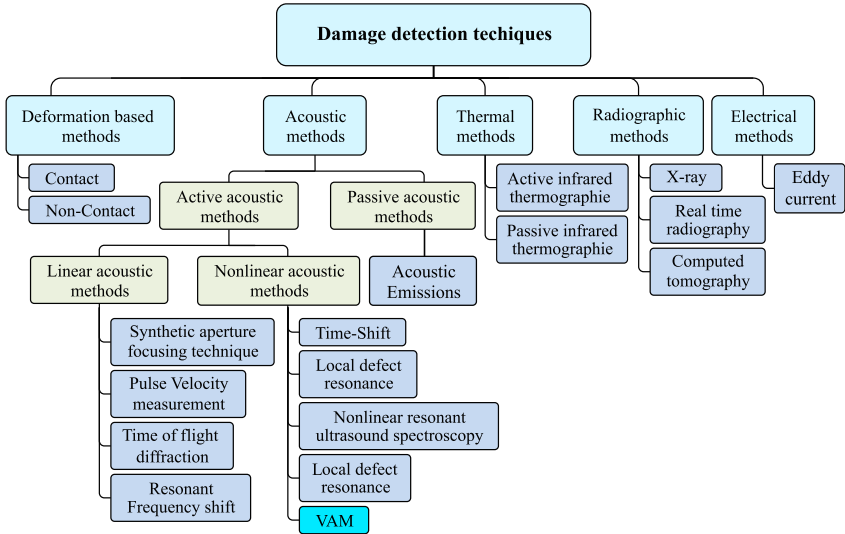 Damage detection techiques
Deformation based
methods
Acoustic
methods
Thermal
methods
Radiographic
methods
Electrical
methods
Contact
Non-Contact
Active acoustic
methods
Passive acoustic
methods
Active infrared
thermographie
Passive infrared
thermographie
X-ray
Real time
radiography
Computed
tomography
Eddy
current
Linear acoustic
methods
Nonlinear acoustic
methods
Acoustic
Emissions
Synthetic aperture
focusing technique
Pulse Velocity
measurement
Time of flight
diffraction
Resonant
Frequency shift
Time-Shift
Local defect
resonance
Nonlinear resonant
ultrasound spectroscopy
Local defect
resonance
VAM